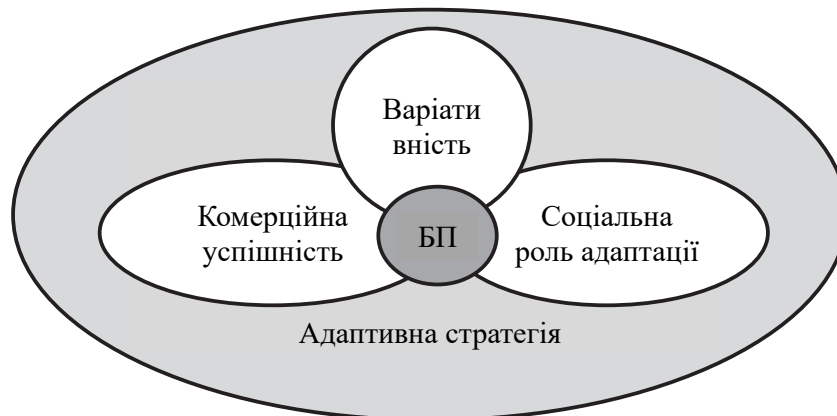 Варіати
вність
Комерційна
успішність
БП
Соціальна
роль адаптації
Адаптивна стратегія